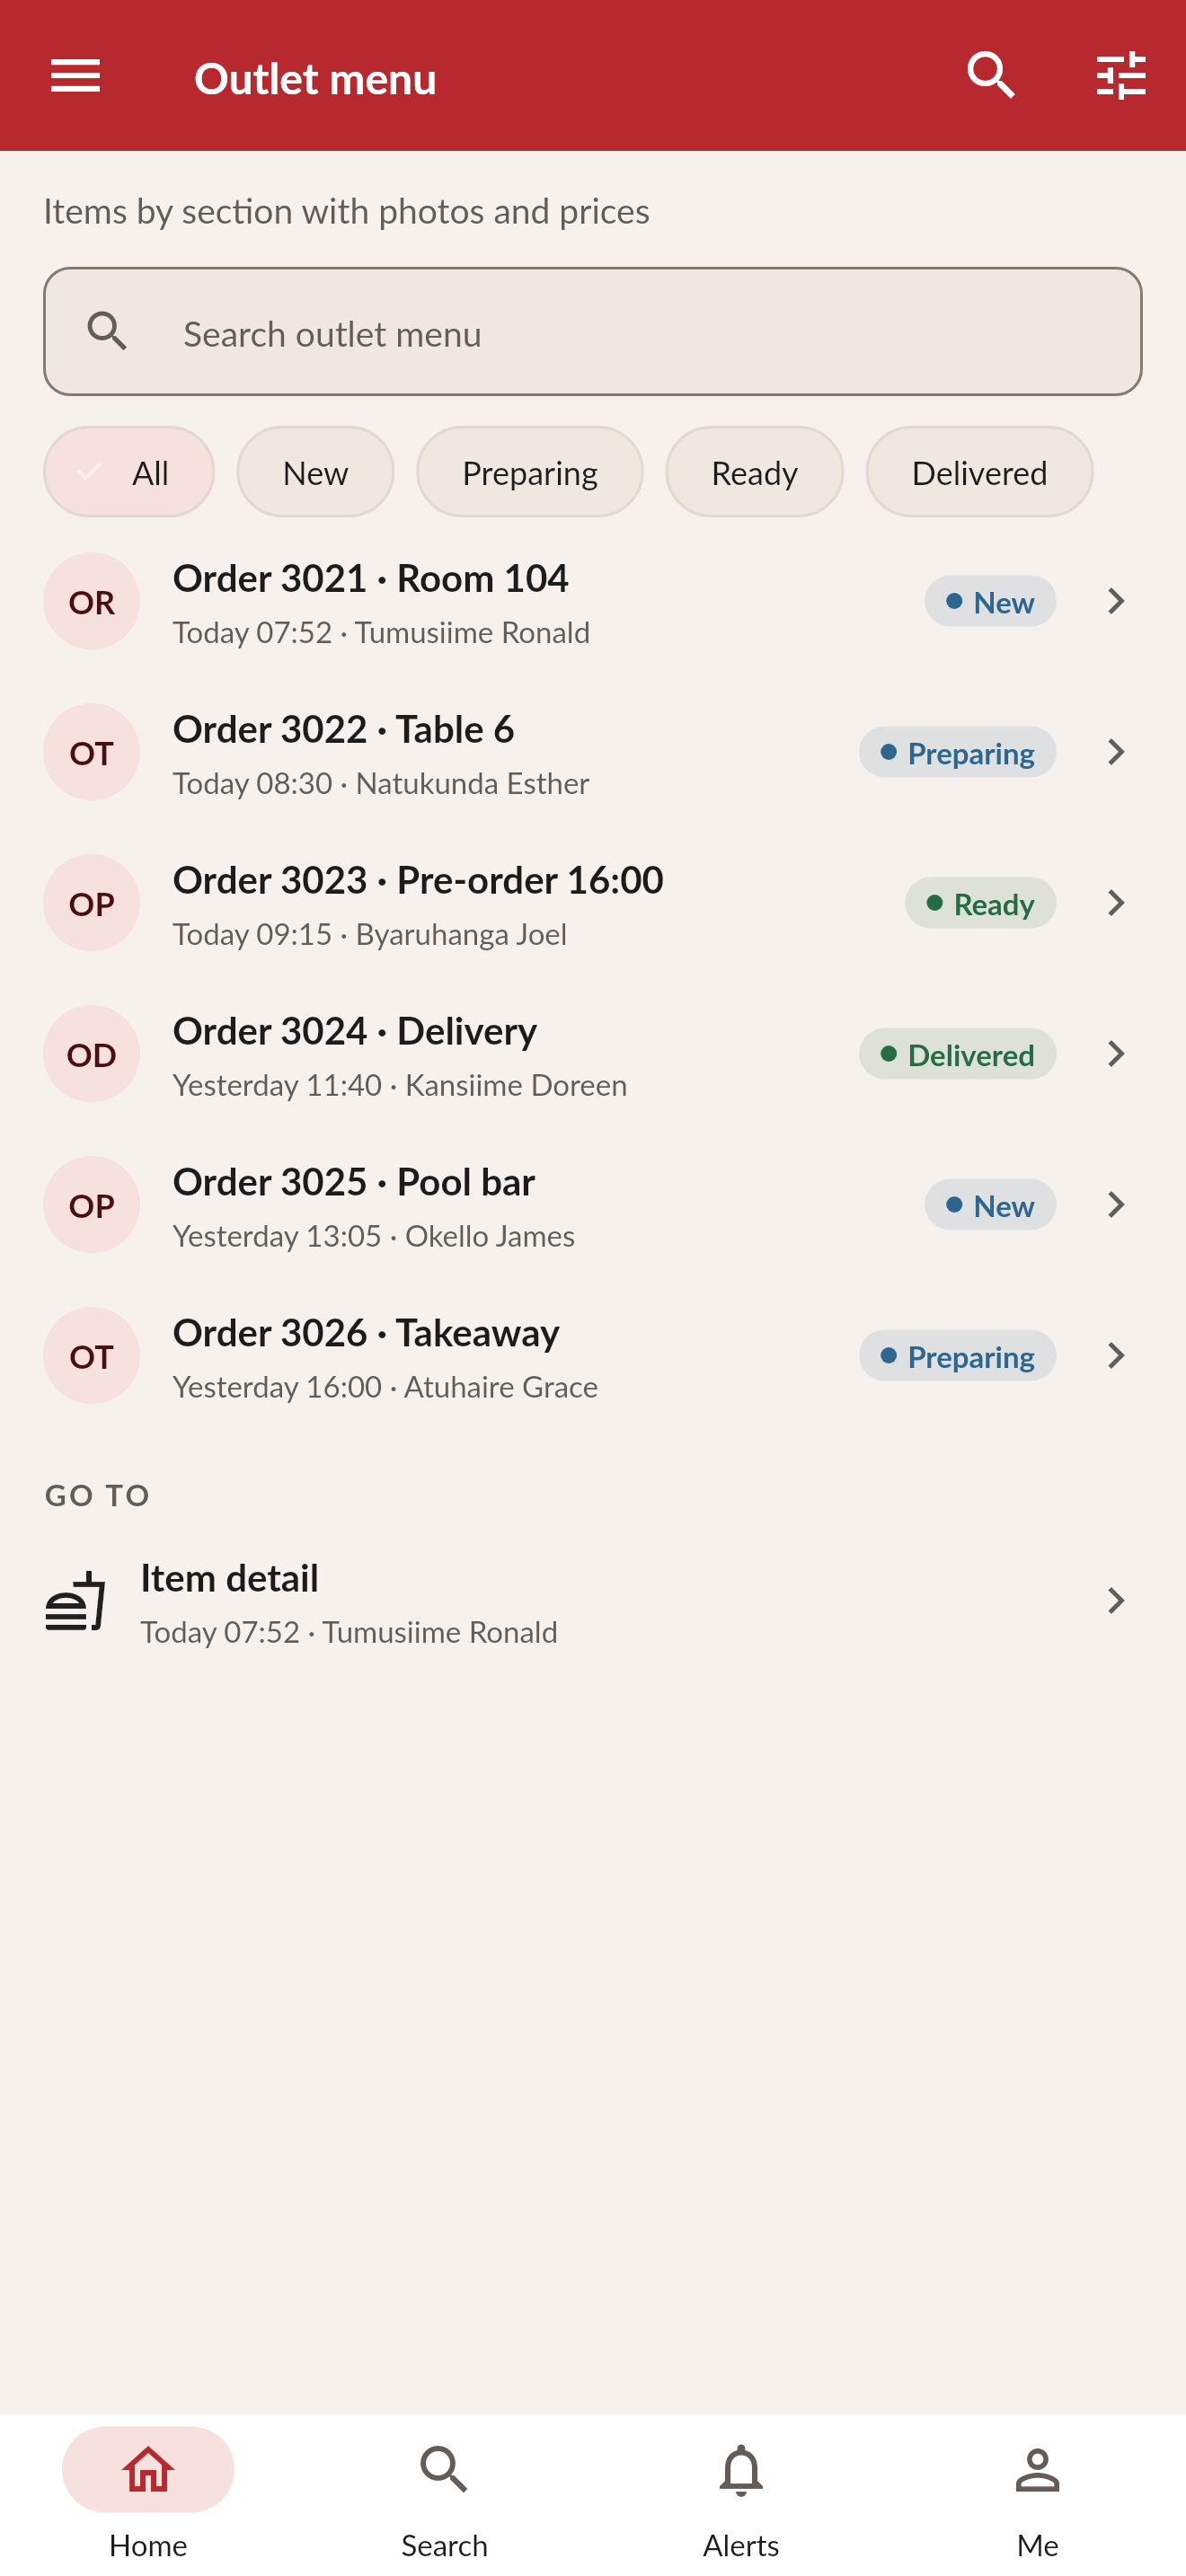 Outlet menu
Items by section with photos and prices
Search outlet menu
All New Preparing Ready Delivered
OR Order 3021 · Room 104 New
Today 07:52 · Tumusiime Ronald
OT Order 3022 · Table 6 Preparing
Today 08:30 · Natukunda Esther
OP Order 3023 · Pre-order 16:00 Ready
Today 09:15 · Byaruhanga Joel
OD Order 3024 · Delivery Delivered
Yesterday 11:40 · Kansiime Doreen
OP Order 3025 · Pool bar New
Yesterday 13:05 · Okello James
OT Order 3026 · Takeaway Preparing
Yesterday 16:00 · Atuhaire Grace
GO TO
Item detail
Today 07:52 · Tumusiime Ronald
Home Search Alerts Me